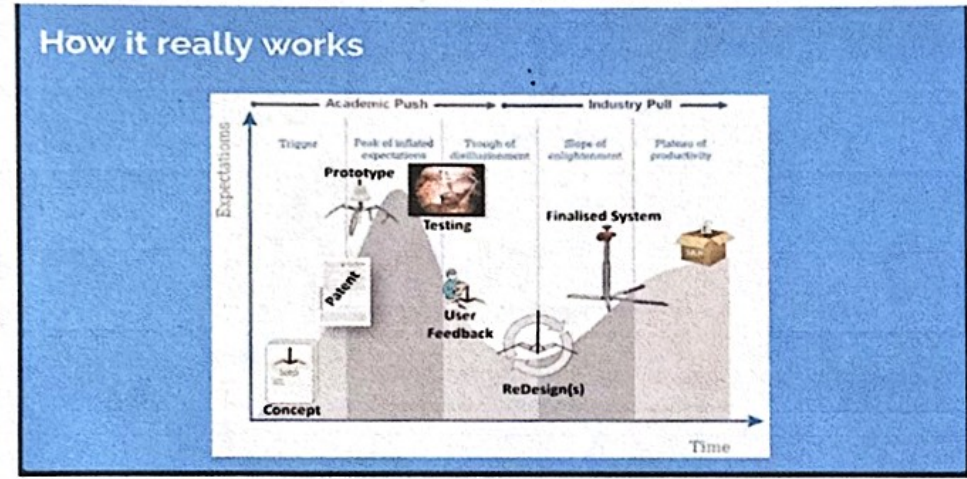 How it really works
Academic Push
Industry Pull
Trigger
Peak of inflated
expectations
Trough of
disillusionment
Slope of
enlightenment
Plateau of
productivity
Expectations
Prototype
Testing
Finalised System
Patent
User
Feedback
ReDesign(s)
Concept
Time